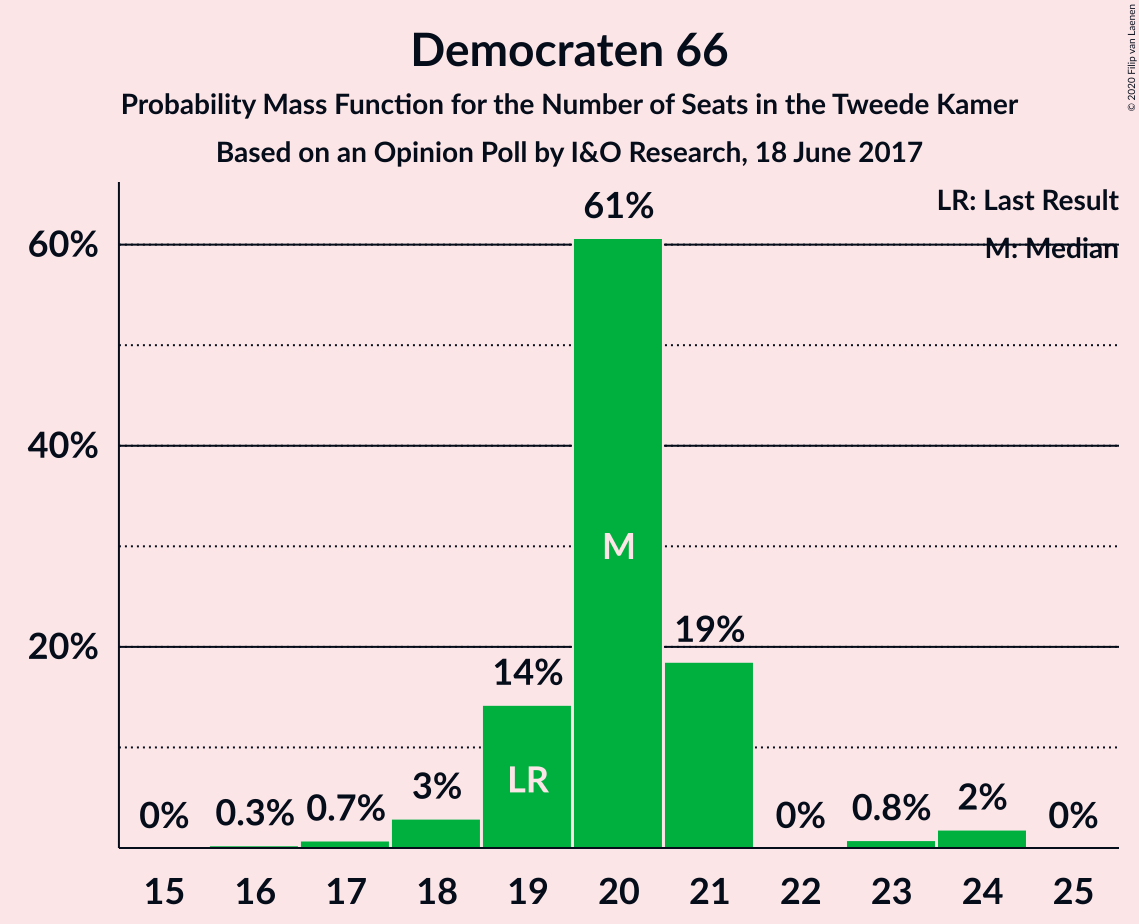 © 2020 Filip van Laenen
Democraten 66
Probability Mass Function for the Number of Seats in the Tweede Kamer
Based on an Opinion Poll by I&O Research, 18 June 2017
LR: Last Result
M: Median
60%
40%
20%
0%
0.3%
0.7%
3%
14%
61%
19%
0%
0.8%
2%
0%
LR
M
15 16 17 18 19 20 21 22 23 24 25